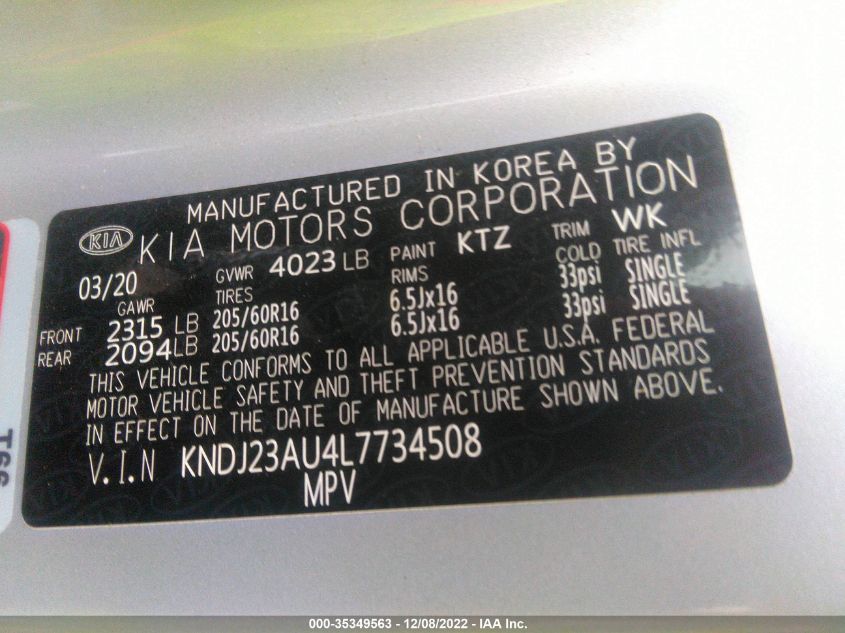 MANUFACTURED IN KOREA BY
KIA KIA MOTORS CORPORATION
03/20 GVWR 4023 LB PAINT KTZ TRIM WK
GAWR TIRES RIMS COLD TIRE INFL
FRONT 2315 LB 205/60R16 6.5Jx16 33psi SINGLE
REAR 2094 LB 205/60R16 6.5Jx16 33psi SINGLE
THIS VEHICLE CONFORMS TO ALL APPLICABLE U.S.A. FEDERAL
MOTOR VEHICLE SAFETY AND THEFT PREVENTION STANDARDS
IN EFFECT ON THE DATE OF MANUFACTURE SHOWN ABOVE.
V.I.N KNDJ23AU4L7734508
MPV
000-35349563 - 12/08/2022 - IAA Inc.